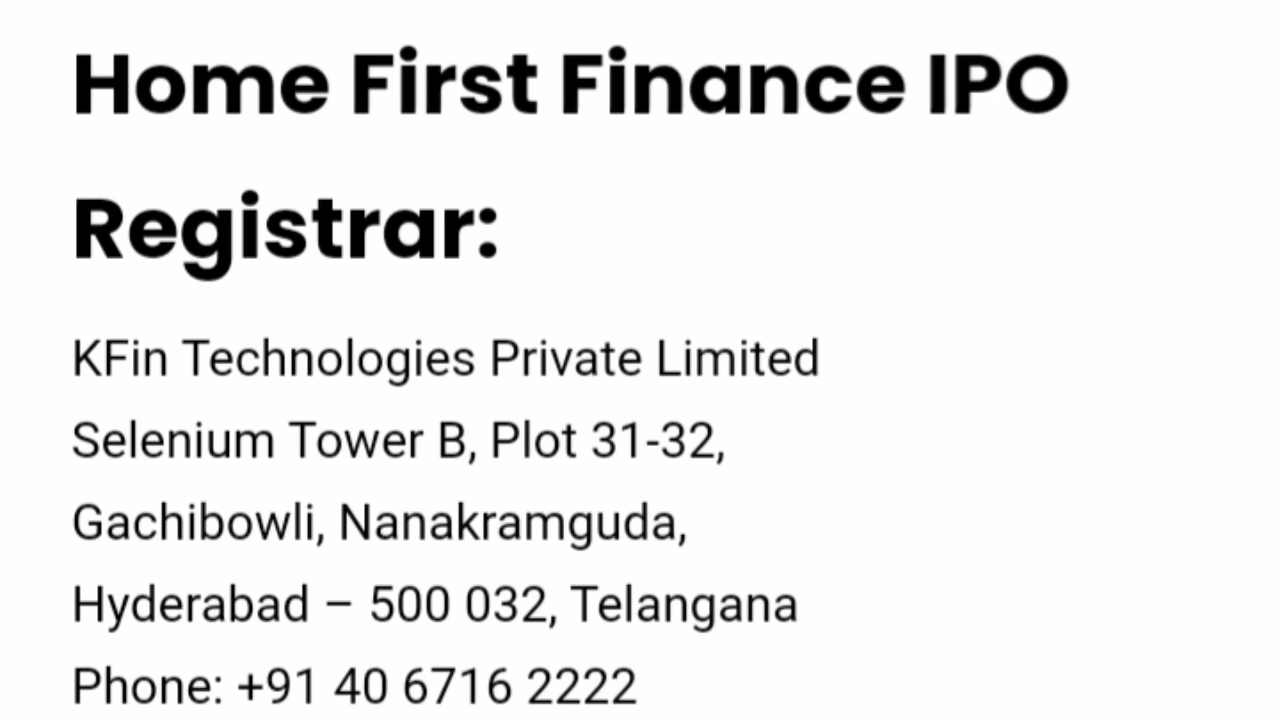 Home First Finance IPO
Registrar:
KFin Technologies Private Limited
Selenium Tower B, Plot 31-32,
Gachibowli, Nanakramguda,
Hyderabad – 500 032, Telangana
Phone: +91 40 6716 2222